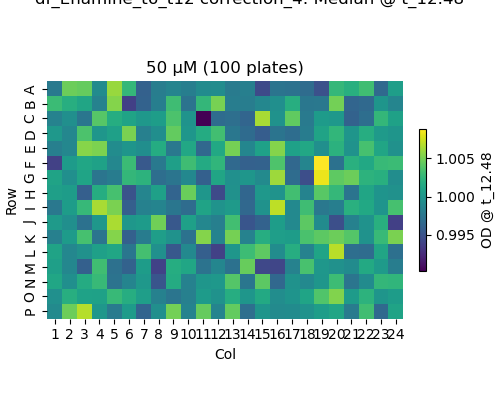 Enamine correction_4: Median @ t_12.48
50 µM (100 plates)
A
B
C
D
E
F
G
H
I
J
K
L
M
N
O
P
Row
1 2 3 4 5 6 7 8 9 10 11 12 13 14 15 16 17 18 19 20 21 22 23 24
Col
1.005
1.000
0.995
OD @ t_12.48